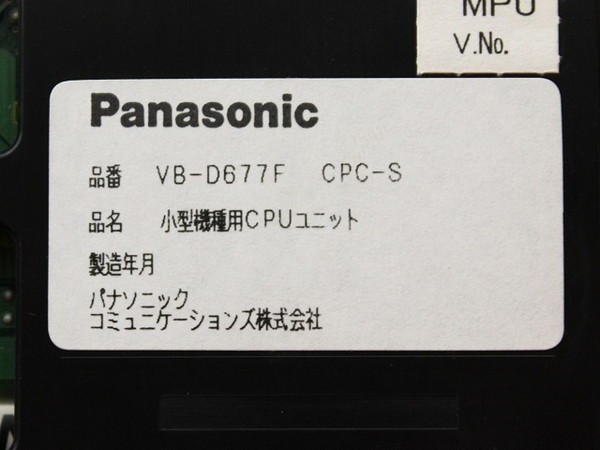 MPU
V.No.
Panasonic
品番 VB-D677F CPC-S
品名 小型機種用CPUユニット
製造年月
パナソニック
コミュニケーションズ株式会社